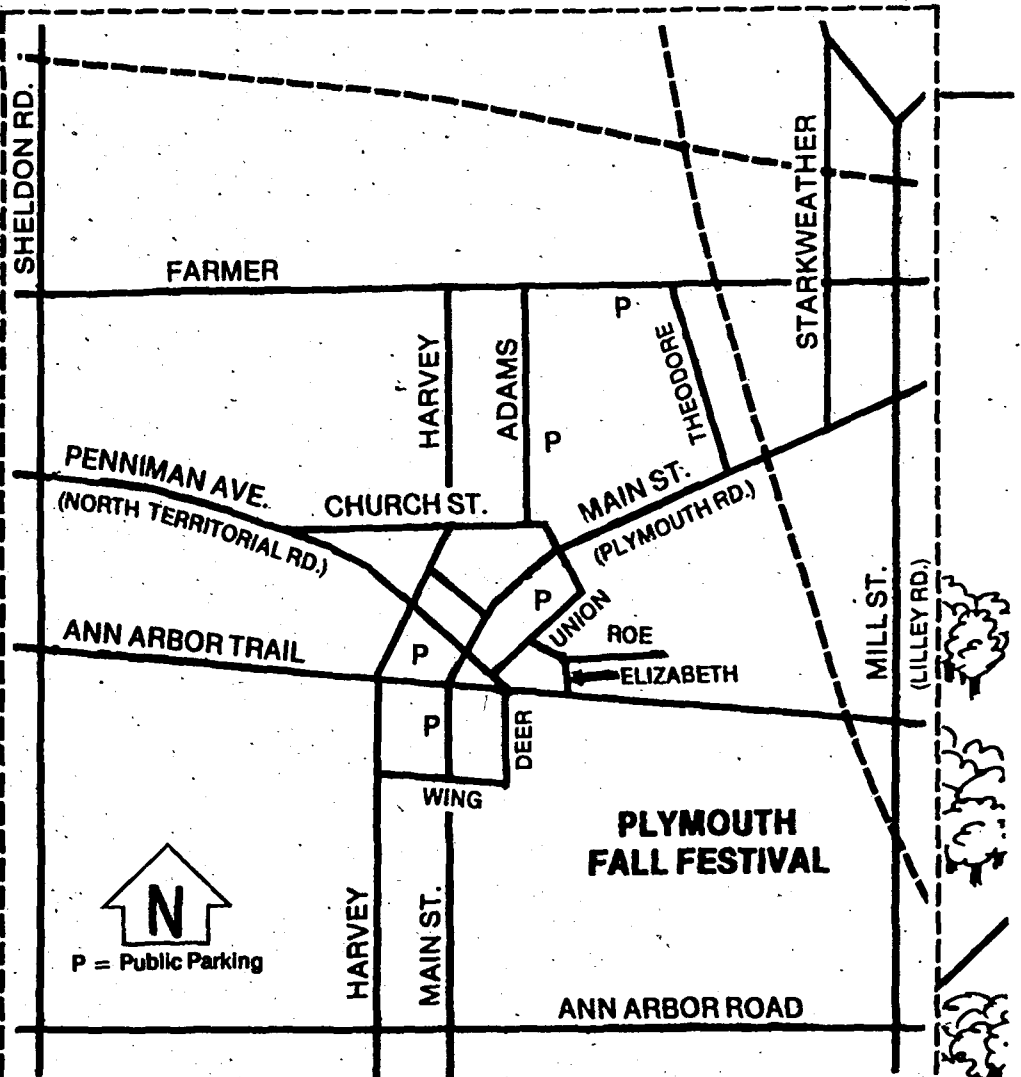 SHELDON RD.
STARKWEATHER
FARMER
P
HARVEY
ADAMS
THEODORE
P
PENNIMAN AVE.
(NORTH TERRITORIAL RD.)
CHURCH ST.
MAIN ST.
(PLYMOUTH RD.)
MILL ST.
(LILLEY RD.)
P
UNION
ROE
ANN ARBOR TRAIL
P
ELIZABETH
P
DEER
WING
PLYMOUTH
FALL FESTIVAL
N
P = Public Parking
HARVEY
MAIN ST.
ANN ARBOR ROAD